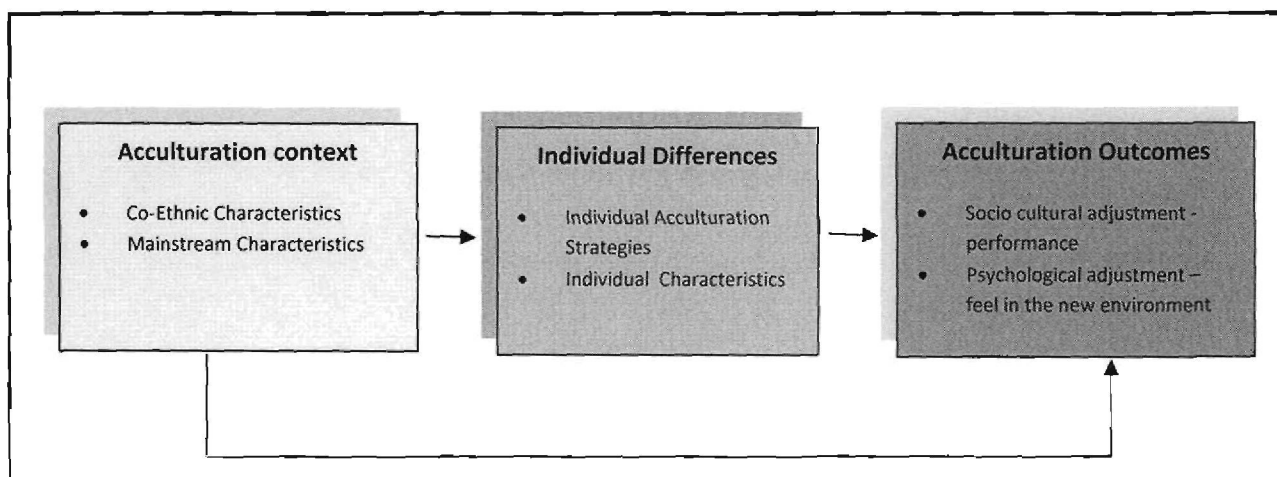 Acculturation context
• Co-Ethnic Characteristics
• Mainstream Characteristics
Individual Differences
• Individual Acculturation
Strategies
• Individual Characteristics
Acculturation Outcomes
• Socio cultural adjustment -
performance
• Psychological adjustment –
feel in the new environment